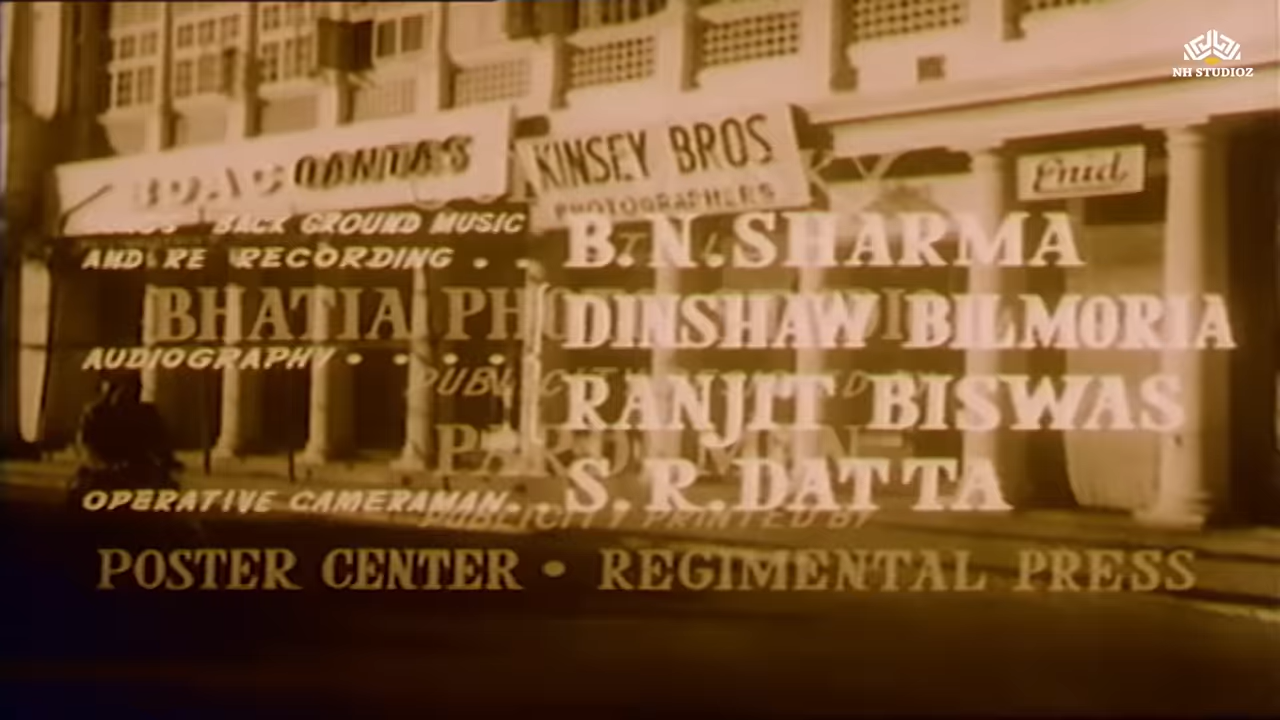 NH STUDIOZ
BOAC QANTAS
KINSEY BROS
PHOTOGRAPHERS
Enid
BACK GROUND MUSIC
AND RE RECORDING . . B.N.SHARMA
BHATIA
DINSHAW BILMORIA
AUDIOGRAPHY . . . . .
RANJIT BISWAS
OPERATIVE CAMERAMAN. . S.R.DATTA
PUBLICITY PRINTED BY
POSTER CENTER • REGIMENTAL PRESS